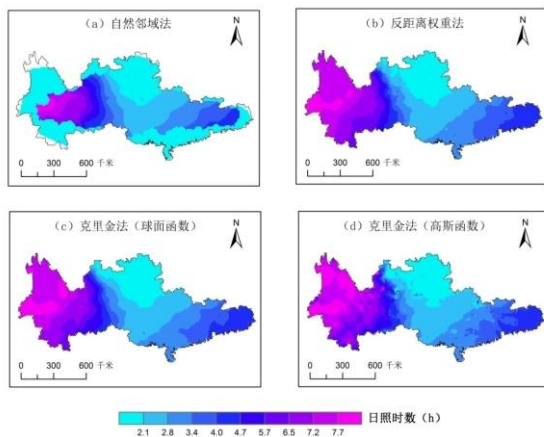 （a）自然邻域法
N
0 300 600 千米
（b）反距离权重法
N
0 300 600 千米
（c）克里金法（球面函数）
N
0 300 600 千米
（d）克里金法（高斯函数）
N
0 300 600 千米
日照时数（h）
2.1 2.8 3.4 4.0 4.7 5.7 6.5 7.2 7.7